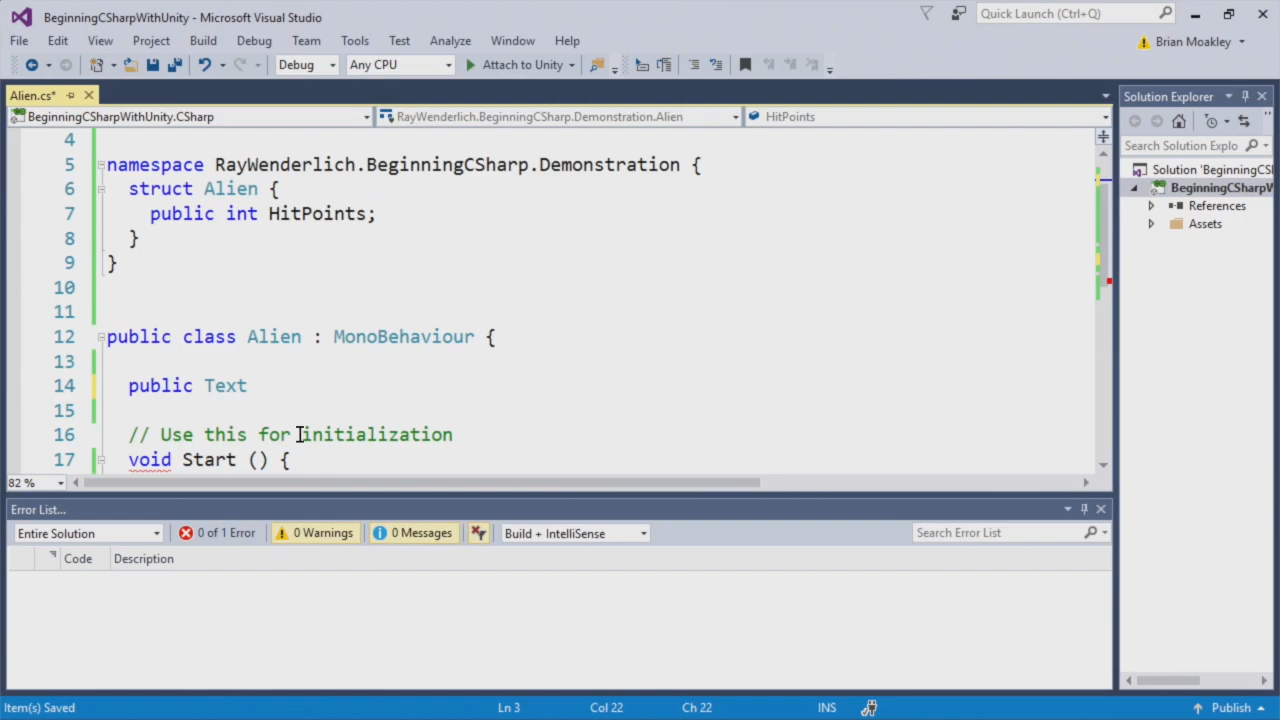 BeginningCSharpWithUnity - Microsoft Visual Studio
Quick Launch (Ctrl+Q)
File Edit View Project Build Debug Team Tools Test Analyze Window Help
Brian Moakley
Debug Any CPU Attach to Unity
Alien.cs*
BeginningCSharpWithUnity.CSharp RayWenderlich.BeginningCSharp.Demonstration.Alien HitPoints
4
5 namespace RayWenderlich.BeginningCSharp.Demonstration {
6 struct Alien {
7 public int HitPoints;
8 }
9 }
10
11
12 public class Alien : MonoBehaviour {
13
14 public Text
15
16 // Use this for initialization
17 void Start () {
82 %
Solution Explorer
Search Solution Explo
Solution 'BeginningCSl
BeginningCSharpW
References
Assets
Error List...
Entire Solution 0 of 1 Error 0 Warnings 0 Messages Build + IntelliSense Search Error List
Code Description
Item(s) Saved Ln 3 Col 22 Ch 22 INS Publish